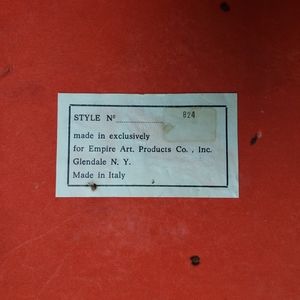 STYLE Nº............... 824
made in exclusively
for Empire Art. Products Co., Inc.
Glendale N. Y.
Made in Italy